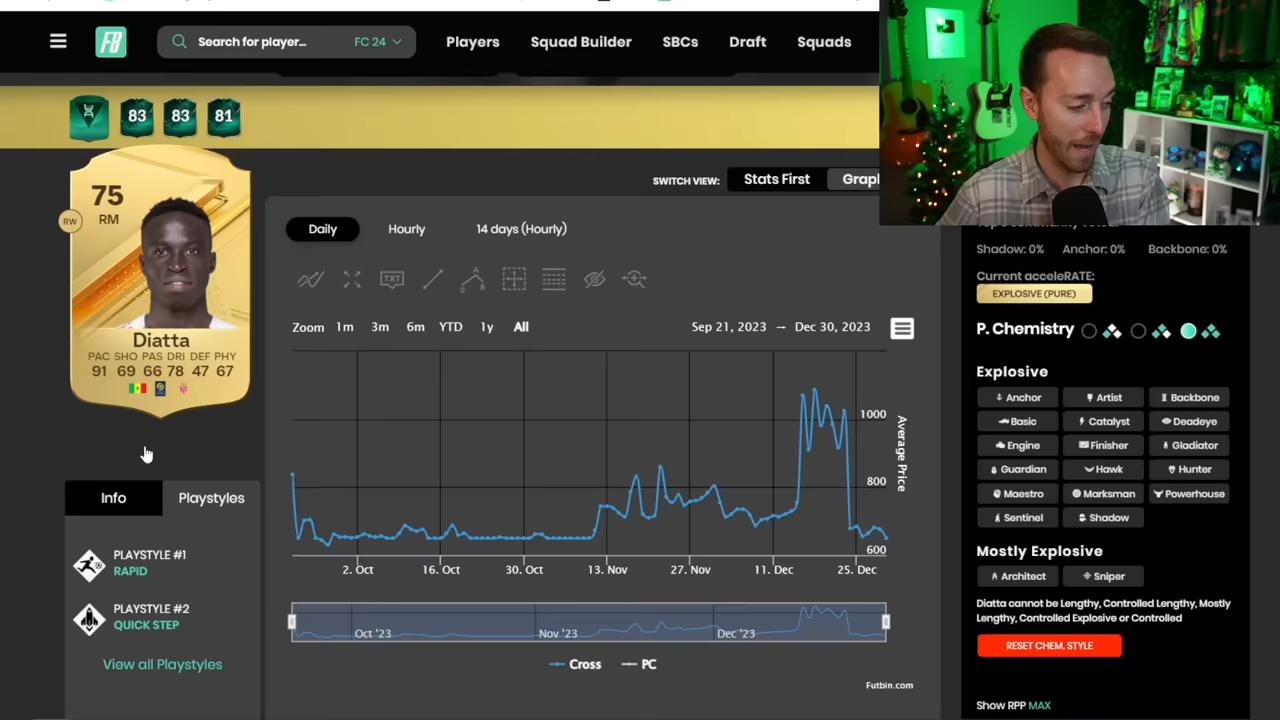 FB
Search for player...
FC 24
Players
Squad Builder
SBCs
Draft
Squads
83
83
81
SWITCH VIEW:
Stats First
Graph
75
RM
RW
Diatta
PAC SHO PAS DRI DEF PHY
91 69 66 78 47 67
Info
Playstyles
PLAYSTYLE #1
RAPID
PLAYSTYLE #2
QUICK STEP
View all Playstyles
Daily
Hourly
14 days (Hourly)
TXT
Zoom 1m 3m 6m YTD 1y All
Sep 21, 2023 → Dec 30, 2023
1000
800
600
Average Price
2. Oct
16. Oct
30. Oct
13. Nov
27. Nov
11. Dec
25. Dec
Oct '23
Nov '23
Dec '23
Cross
PC
Futbin.com
Shadow: 0% Anchor: 0% Backbone: 0%
Current acceleRATE:
EXPLOSIVE (PURE)
P. Chemistry
Explosive
Anchor
Artist
Backbone
Basic
Catalyst
Deadeye
Engine
Finisher
Gladiator
Guardian
Hawk
Hunter
Maestro
Marksman
Powerhouse
Sentinel
Shadow
Mostly Explosive
Architect
Sniper
Diatta cannot be Lengthy, Controlled Lengthy, Mostly
Lengthy, Controlled Explosive or Controlled
RESET CHEM. STYLE
Show RPP MAX